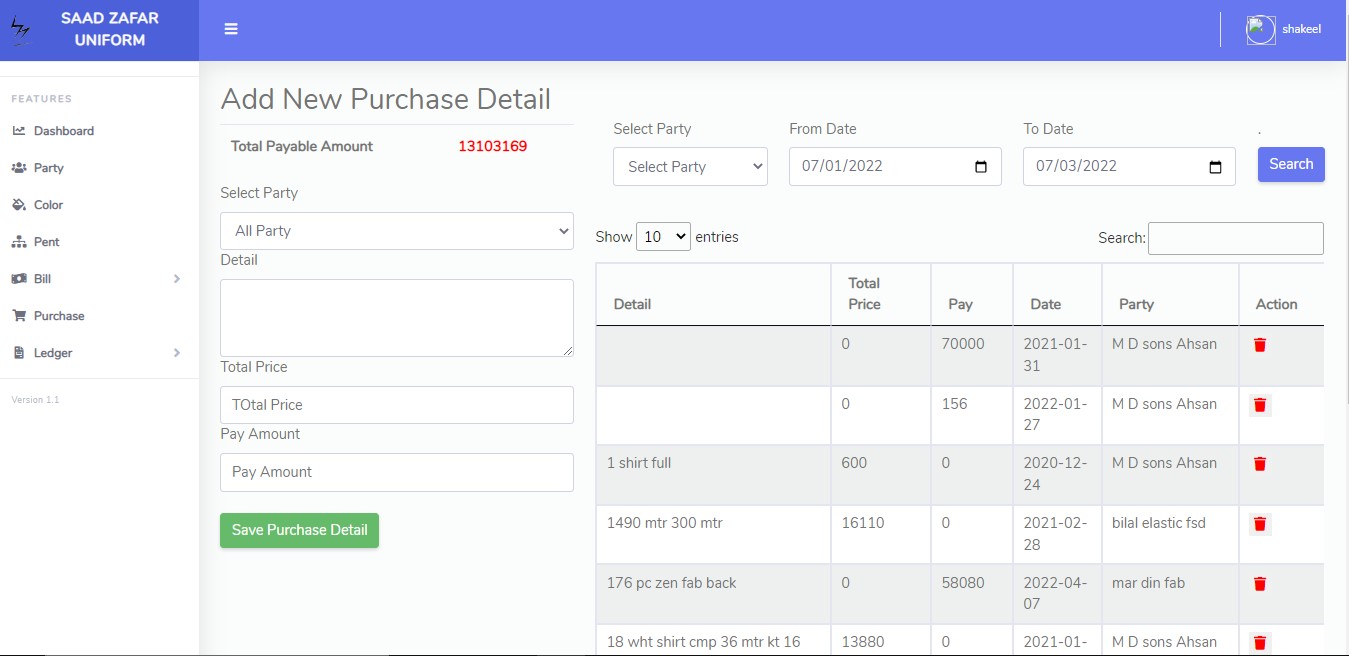 SAAD ZAFAR
UNIFORM
shakeel
FEATURES
Dashboard
Party
Color
Pent
Bill
Purchase
Ledger
Version 1.1
Add New Purchase Detail
Total Payable Amount 13103169
Select Party
All Party
Detail
Total Price
TOtal Price
Pay Amount
Pay Amount
Save Purchase Detail
Select Party From Date To Date .
Select Party 07/01/2022 07/03/2022 Search
Show 10 entries Search:
Total
Detail Price Pay Date Party Action
0 70000 2021-01- M D sons Ahsan
31
0 156 2022-01- M D sons Ahsan
27
1 shirt full 600 0 2020-12- M D sons Ahsan
24
1490 mtr 300 mtr 16110 0 2021-02- bilal elastic fsd
28
176 pc zen fab back 0 58080 2022-04- mar din fab
07
18 wht shirt cmp 36 mtr kt 16 13880 0 2021-01- M D sons Ahsan